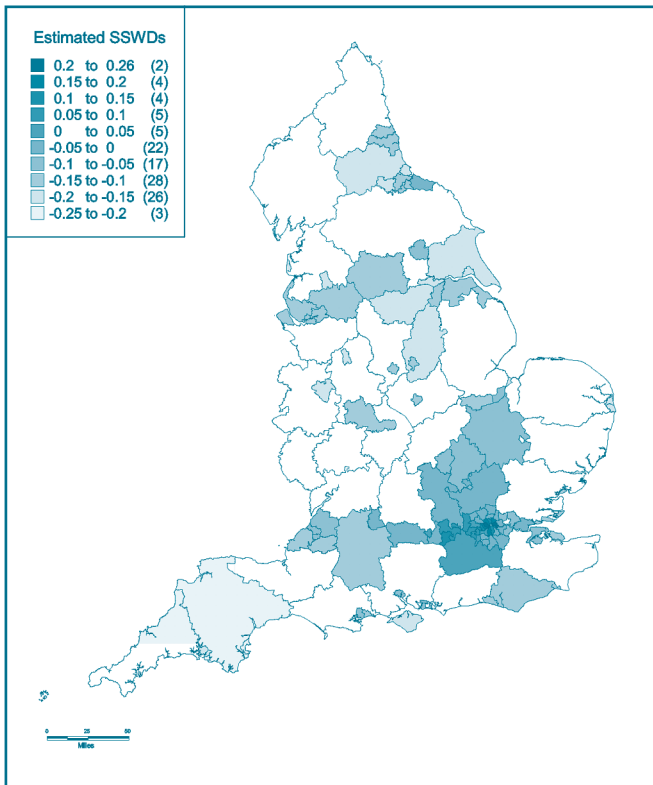 Estimated SSWDs
0.2 to 0.26 (2)
0.15 to 0.2 (4)
0.1 to 0.15 (4)
0.05 to 0.1 (5)
0 to 0.05 (5)
-0.05 to 0 (22)
-0.1 to -0.05 (17)
-0.15 to -0.1 (28)
-0.2 to -0.15 (26)
-0.25 to -0.2 (3)
0 25 50
Miles